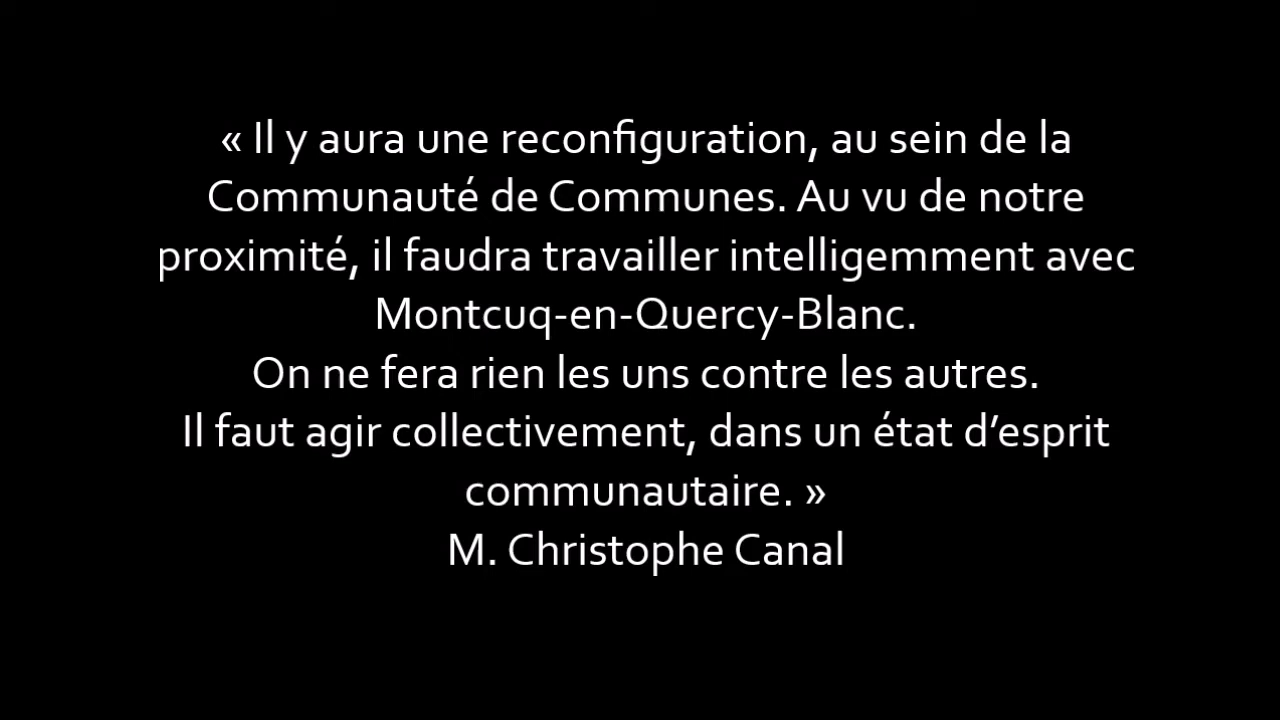 « Il y aura une reconfiguration, au sein de la
Communauté de Communes. Au vu de notre
proximité, il faudra travailler intelligemment avec
Montcuq-en-Quercy-Blanc.
On ne fera rien les uns contre les autres.
Il faut agir collectivement, dans un état d’esprit
communautaire. »
M. Christophe Canal